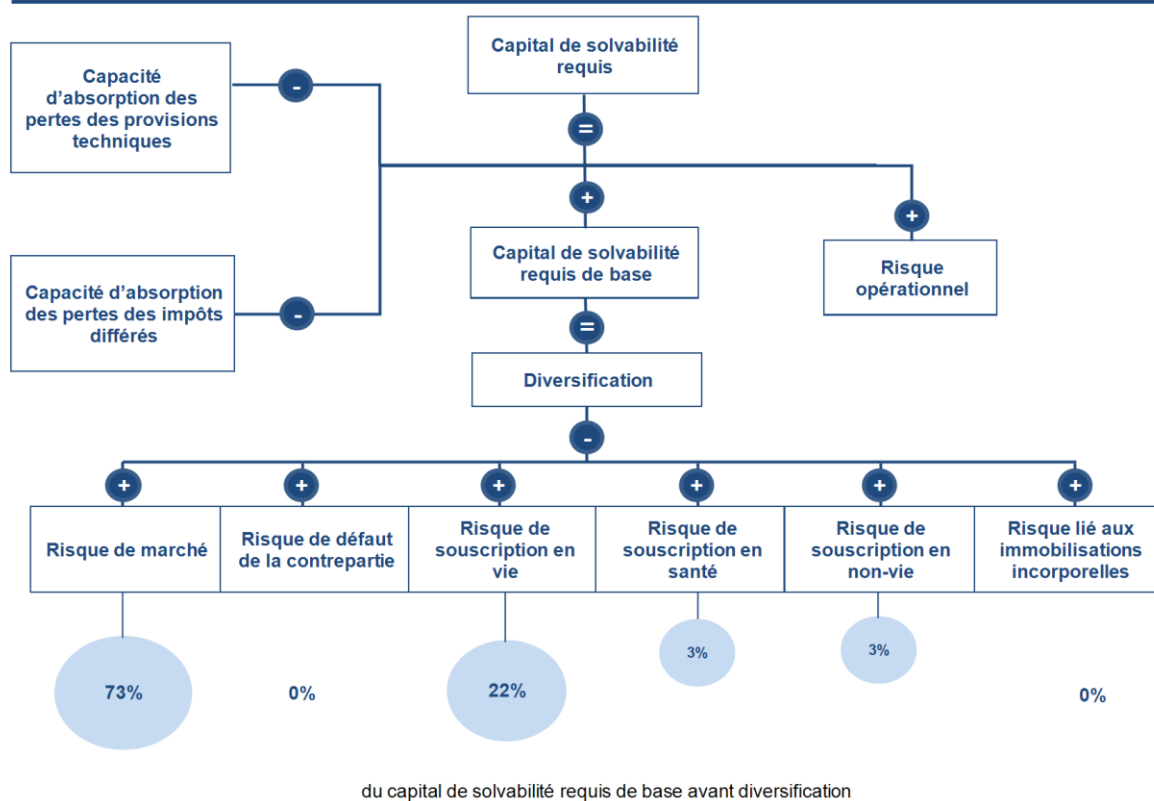 Capital de solvabilité
requis
Capacité
d'absorption des
pertes des provisions
techniques
-
=
+
+
Capital de solvabilité
requis de base
Risque
opérationnel
Capacité d'absorption
des pertes des impôts
différés
-
=
Diversification
-
+
+
+
+
+
+
Risque de marché
Risque de défaut
de la contrepartie
Risque de
souscription en
vie
Risque de
souscription en
santé
Risque de
souscription en
non-vie
Risque lié aux
immobilisations
incorporelles
73%
0%
22%
3%
3%
0%
du capital de solvabilité requis de base avant diversification